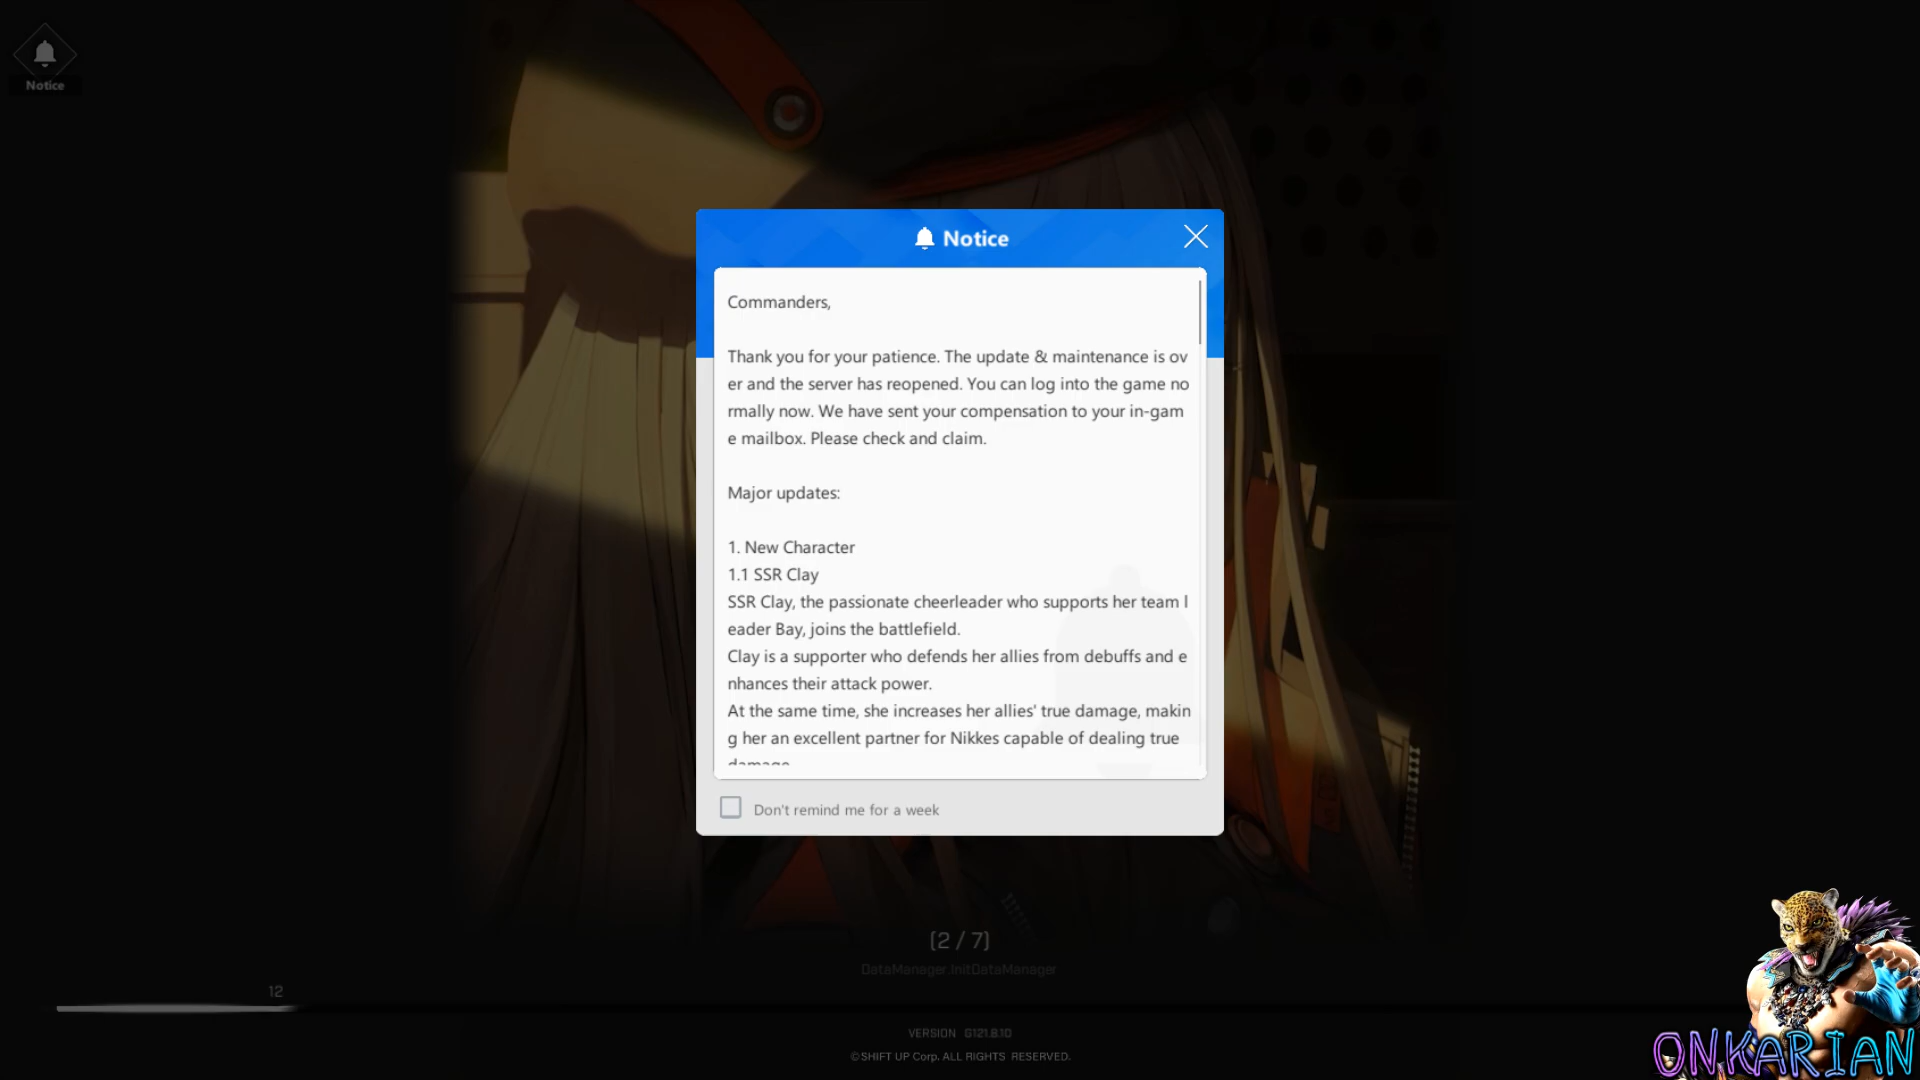 Notice
Notice
Commanders,
Thank you for your patience. The update & maintenance is ov
er and the server has reopened. You can log into the game no
rmally now. We have sent your compensation to your in-gam
e mailbox. Please check and claim.
Major updates:
1. New Character
1.1 SSR Clay
SSR Clay, the passionate cheerleader who supports her team l
eader Bay, joins the battlefield.
Clay is a supporter who defends her allies from debuffs and e
nhances their attack power.
At the same time, she increases her allies' true damage, makin
g her an excellent partner for Nikkes capable of dealing true
damage
Don't remind me for a week
(2 / 7)
DataManager.InitDataManager
12
VERSION G121.8.1D
©SHIFT UP Corp. ALL RIGHTS RESERVED.
ONKARIAN